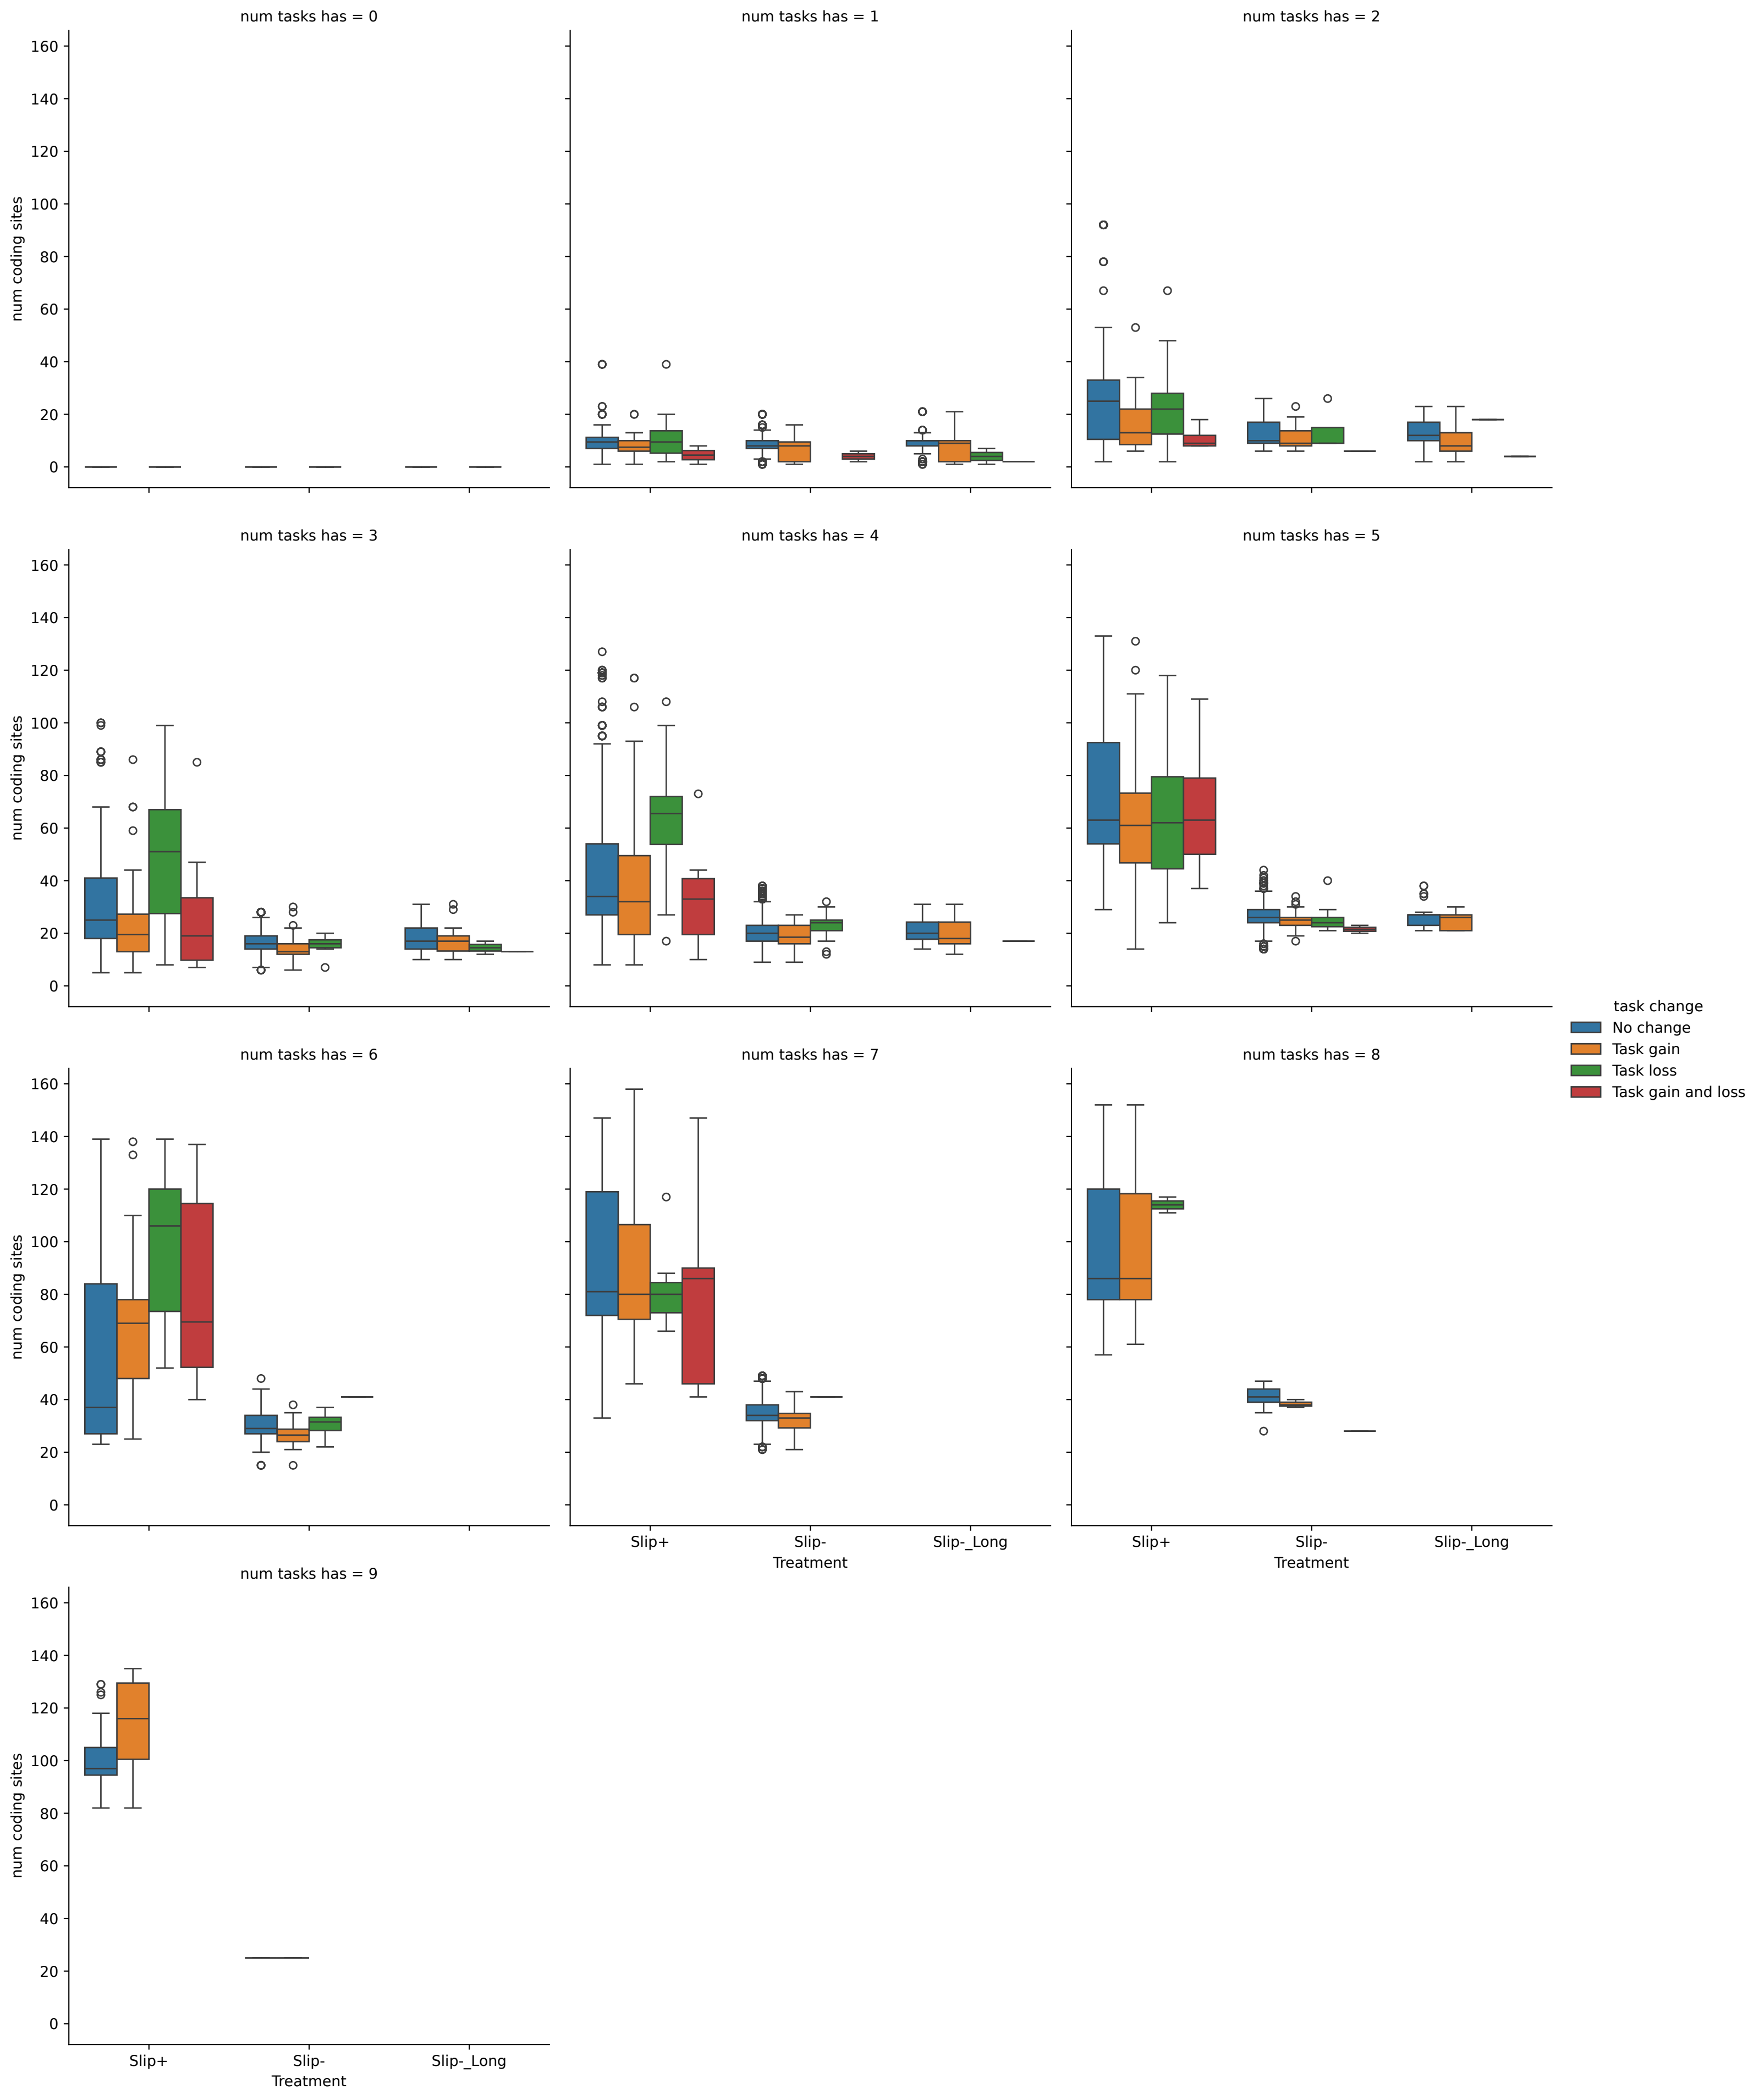 num tasks has = 0
num tasks has = 1
num tasks has = 2
160
140
120
100
80
60
40
20
0
num coding sites
num tasks has = 3
num tasks has = 4
num tasks has = 5
160
140
120
100
80
60
40
20
0
num coding sites
task change
No change
Task gain
Task loss
Task gain and loss
num tasks has = 6
num tasks has = 7
num tasks has = 8
160
140
120
100
80
60
40
20
0
num coding sites
Slip+
Slip-
Slip-_Long
Treatment
Slip+
Slip-
Slip-_Long
Treatment
num tasks has = 9
160
140
120
100
80
60
40
20
0
num coding sites
Slip+
Slip-
Slip-_Long
Treatment